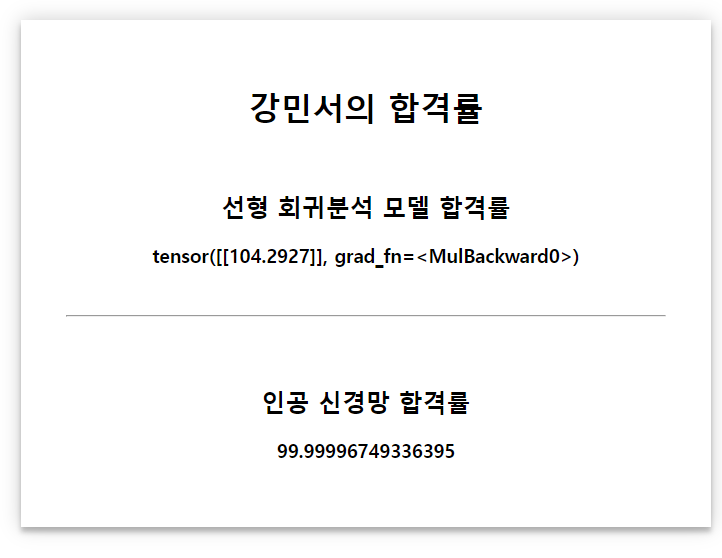 강민서의 합격률
선형 회귀분석 모델 합격률
tensor([[104.2927]], grad_fn=<MulBackward0>)
인공 신경망 합격률
99.99996749336395